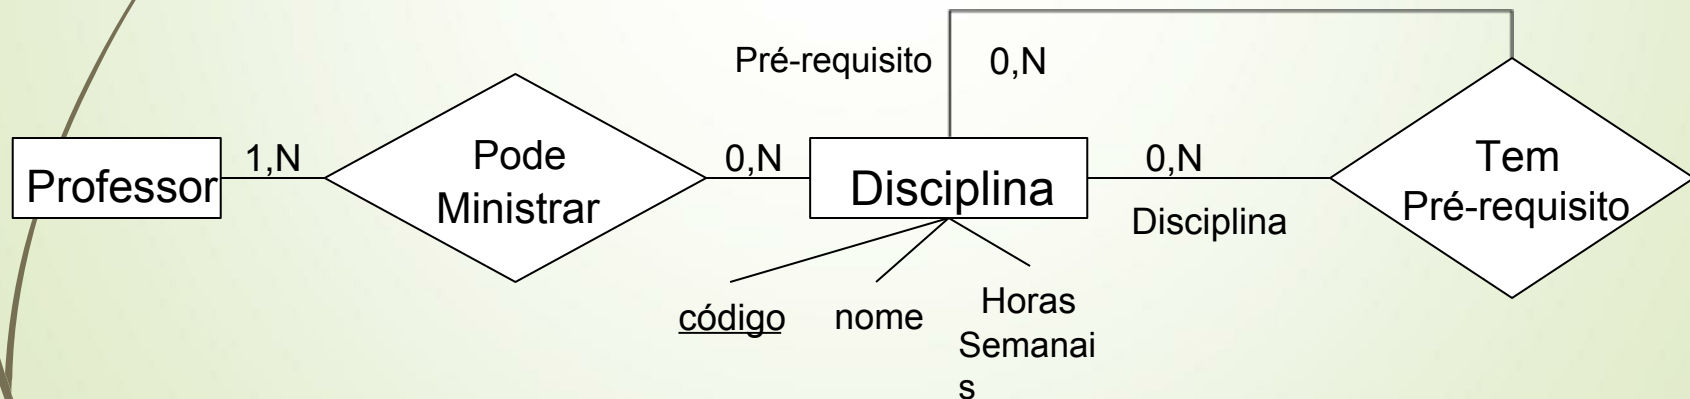 Pré-requisito
0,N
Professor
1,N
Pode
Ministrar
0,N
Disciplina
0,N
Disciplina
Tem
Pré-requisito
código
nome
Horas
Semanai
s